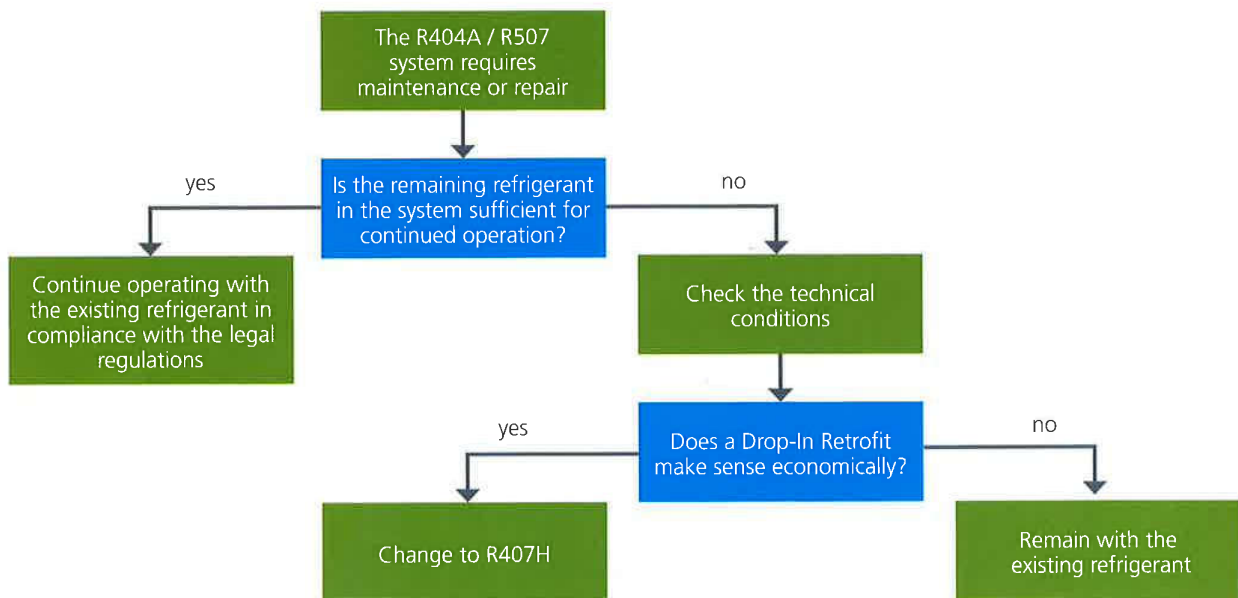 The R404A / R507
system requires
maintenance or repair
yes
Is the remaining refrigerant
in the system sufficient for
continued operation?
no
Continue operating with
the existing refrigerant in
compliance with the legal
regulations
Check the technical
conditions
yes
Does a Drop-In Retrofit
make sense economically?
no
Change to R407H
Remain with the
existing refrigerant